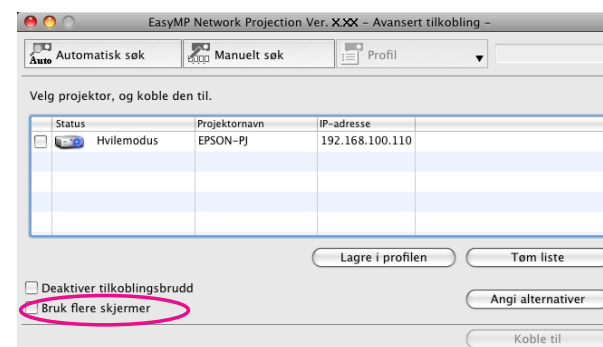 EasyMP Network Projection Ver. X.XX – Avansert tilkobling –
Auto Automatisk søk Manuelt søk Profil
Velg projektor, og koble den til.
Status Projektornavn IP-adresse
Hvilemodus EPSON-PJ 192.168.100.110
Lagre i profilen Tøm liste
Deaktiver tilkoblingsbrudd
Bruk flere skjermer Angi alternativer
Koble til